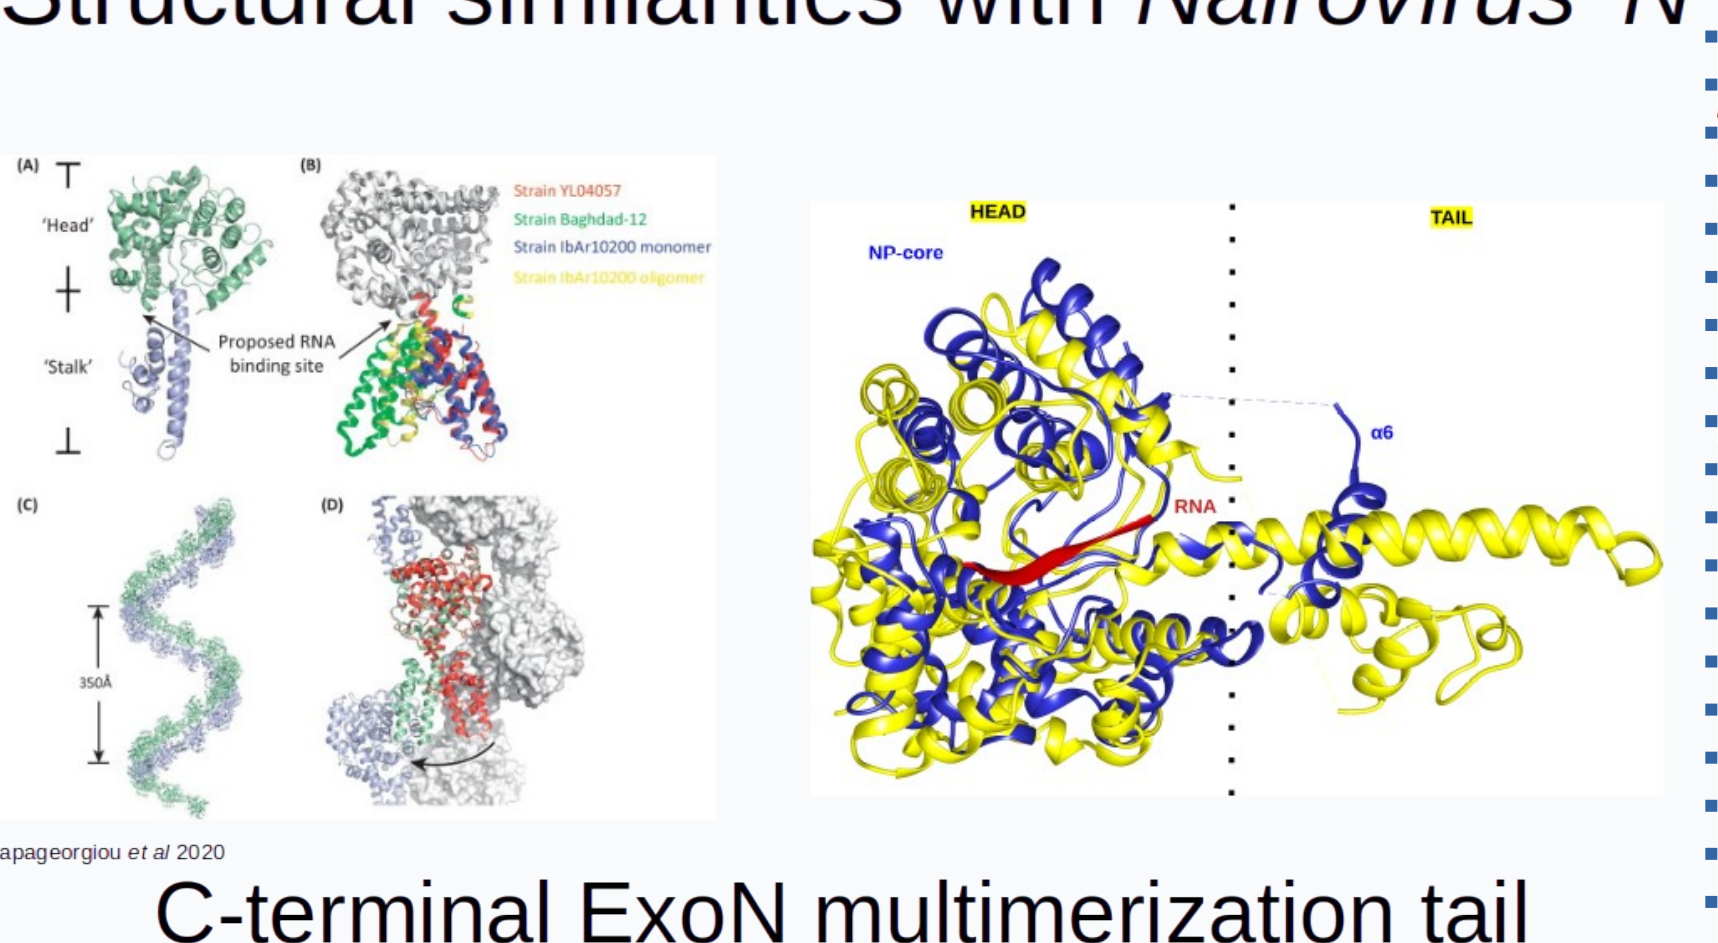 Structural similarities with Nairovirus N
(A)
'Head'
'Stalk'
(B)
Strain YL04057
Strain Baghdad-12
Strain IbAr10200 monomer
Strain IbAr10200 oligomer
Proposed RNA
binding site
(C)
350Å
(D)
HEAD
TAIL
NP-core
α6
RNA
apageorgiou et al 2020
C-terminal ExoN multimerization tail